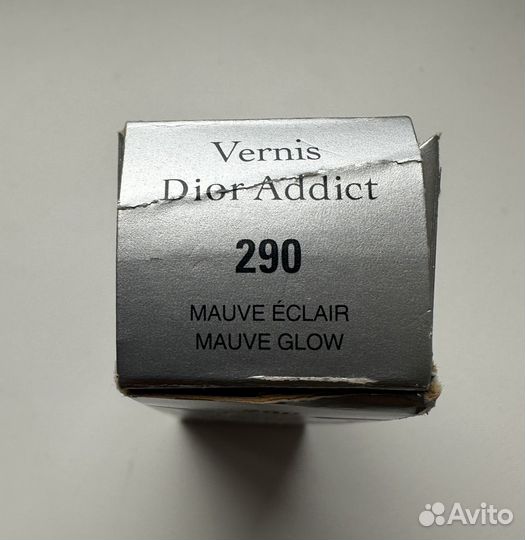 Vernis
Dior Addict
290
MAUVE ÉCLAIR
MAUVE GLOW
Avito